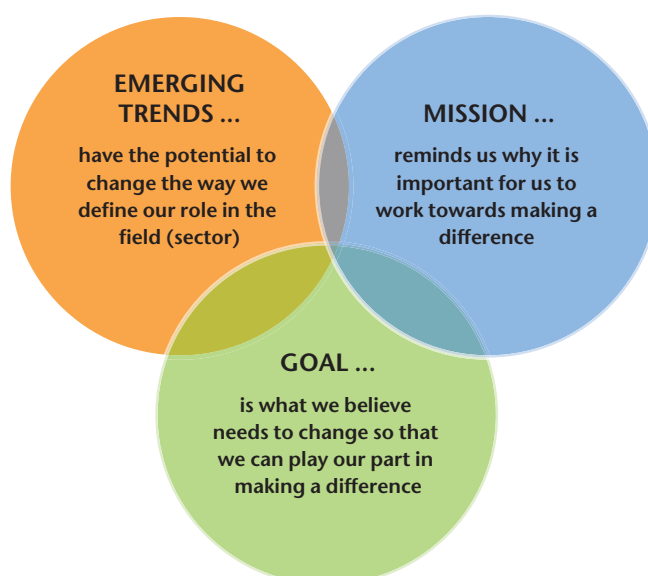 EMERGING
TRENDS ...
have the potential to
change the way we
define our role in the
field (sector)
MISSION ...
reminds us why it is
important for us to
work towards making a
difference
GOAL ...
is what we believe
needs to change so that
we can play our part in
making a difference